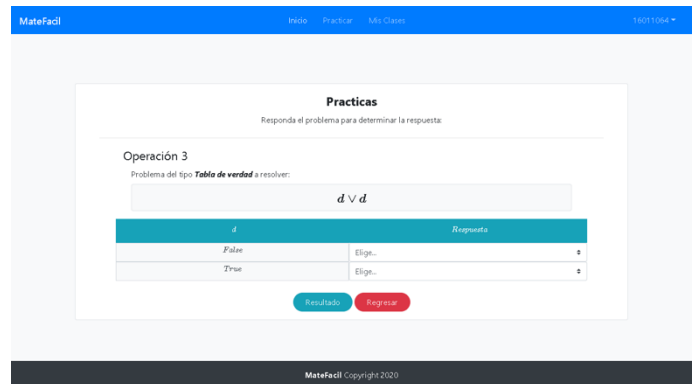 MateFacil Inicio Practicar Mis Clases 16011064
Practicas
Responda el problema para determinar la respuesta:
Operación 3
Problema del tipo Tabla de verdad a resolver:
d ∨ d
d Respuesta
False Elige...
True Elige...
Resultado Regresar
MateFacil Copyright 2020